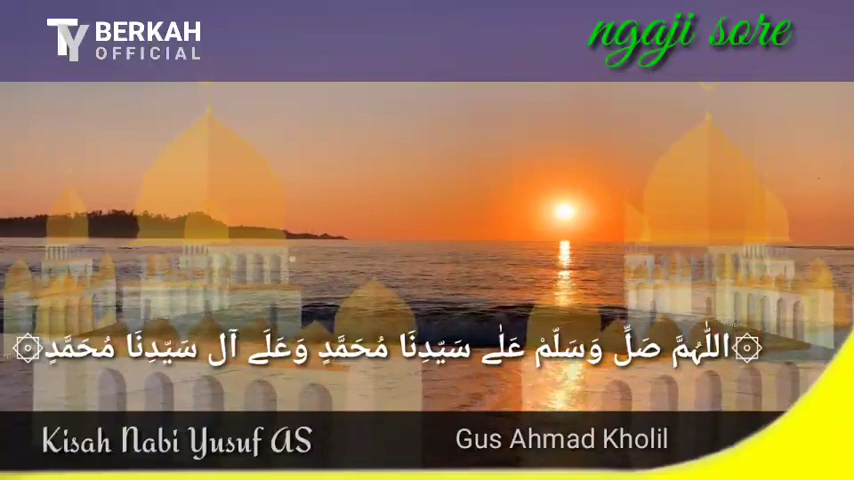 TY BERKAH
OFFICIAL
ngaji sore
۞اللّٰهُمَّ صَلِّ وَسَلّمْ عَلٰے سَيّدِنَا مُحَمَّدٍ وَعَلَے آل سَيّدِنَا مُحَمَّدٍ۞
Kisah Nabi Yusuf AS
Gus Ahmad Kholil